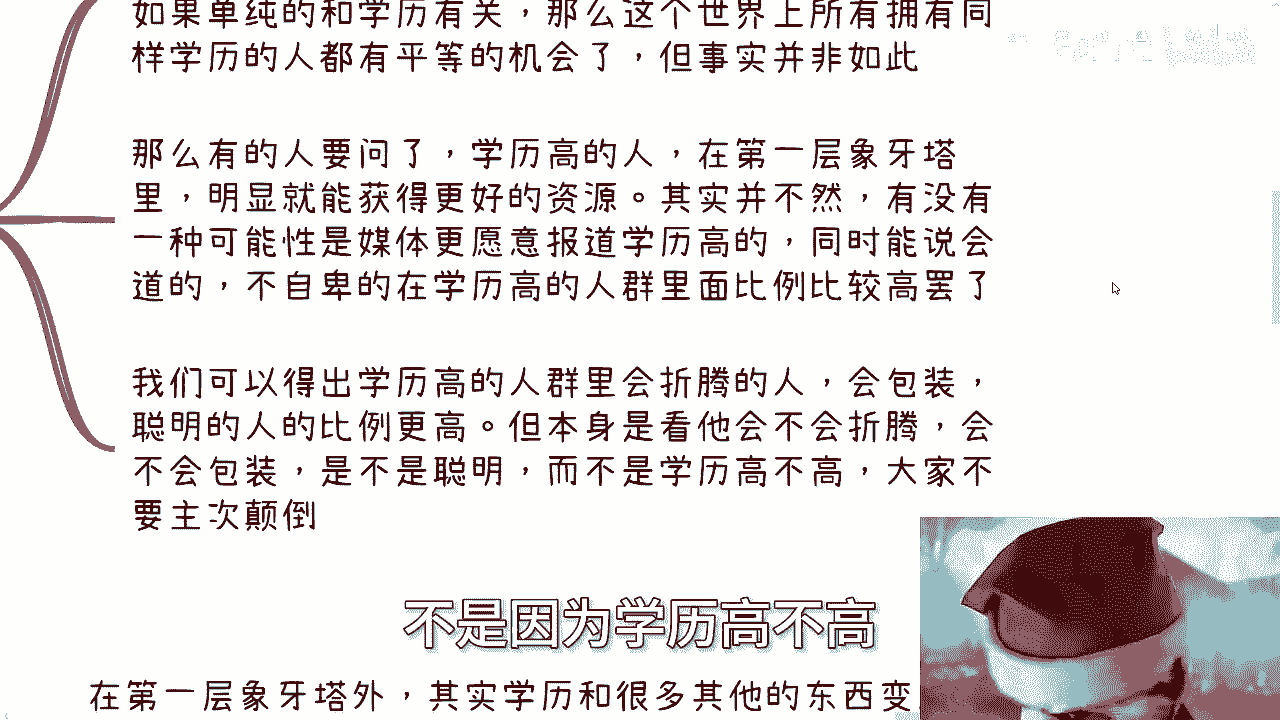 如果单纯的和学历有关，那么这个世界上所有拥有同
样学历的人都有平等的机会了，但事实并非如此
那么有的人要问了，学历高的人，在第一层象牙塔
里，明显就能获得更好的资源。其实并不然，有没有
一种可能性是媒体更愿意报道学历高的，同时能说会
道的，不自卑的在学历高的人群里面比例比较高罢了
我们可以得出学历高的人群里会折腾的人，会包装，
聪明的人的比例更高。但本身是看他会不会折腾，会
不会包装，是不是聪明，而不是学历高不高，大家不
要主次颠倒
不是因为学历高不高
在第一层象牙塔外，其实学历和很多其他的东西变